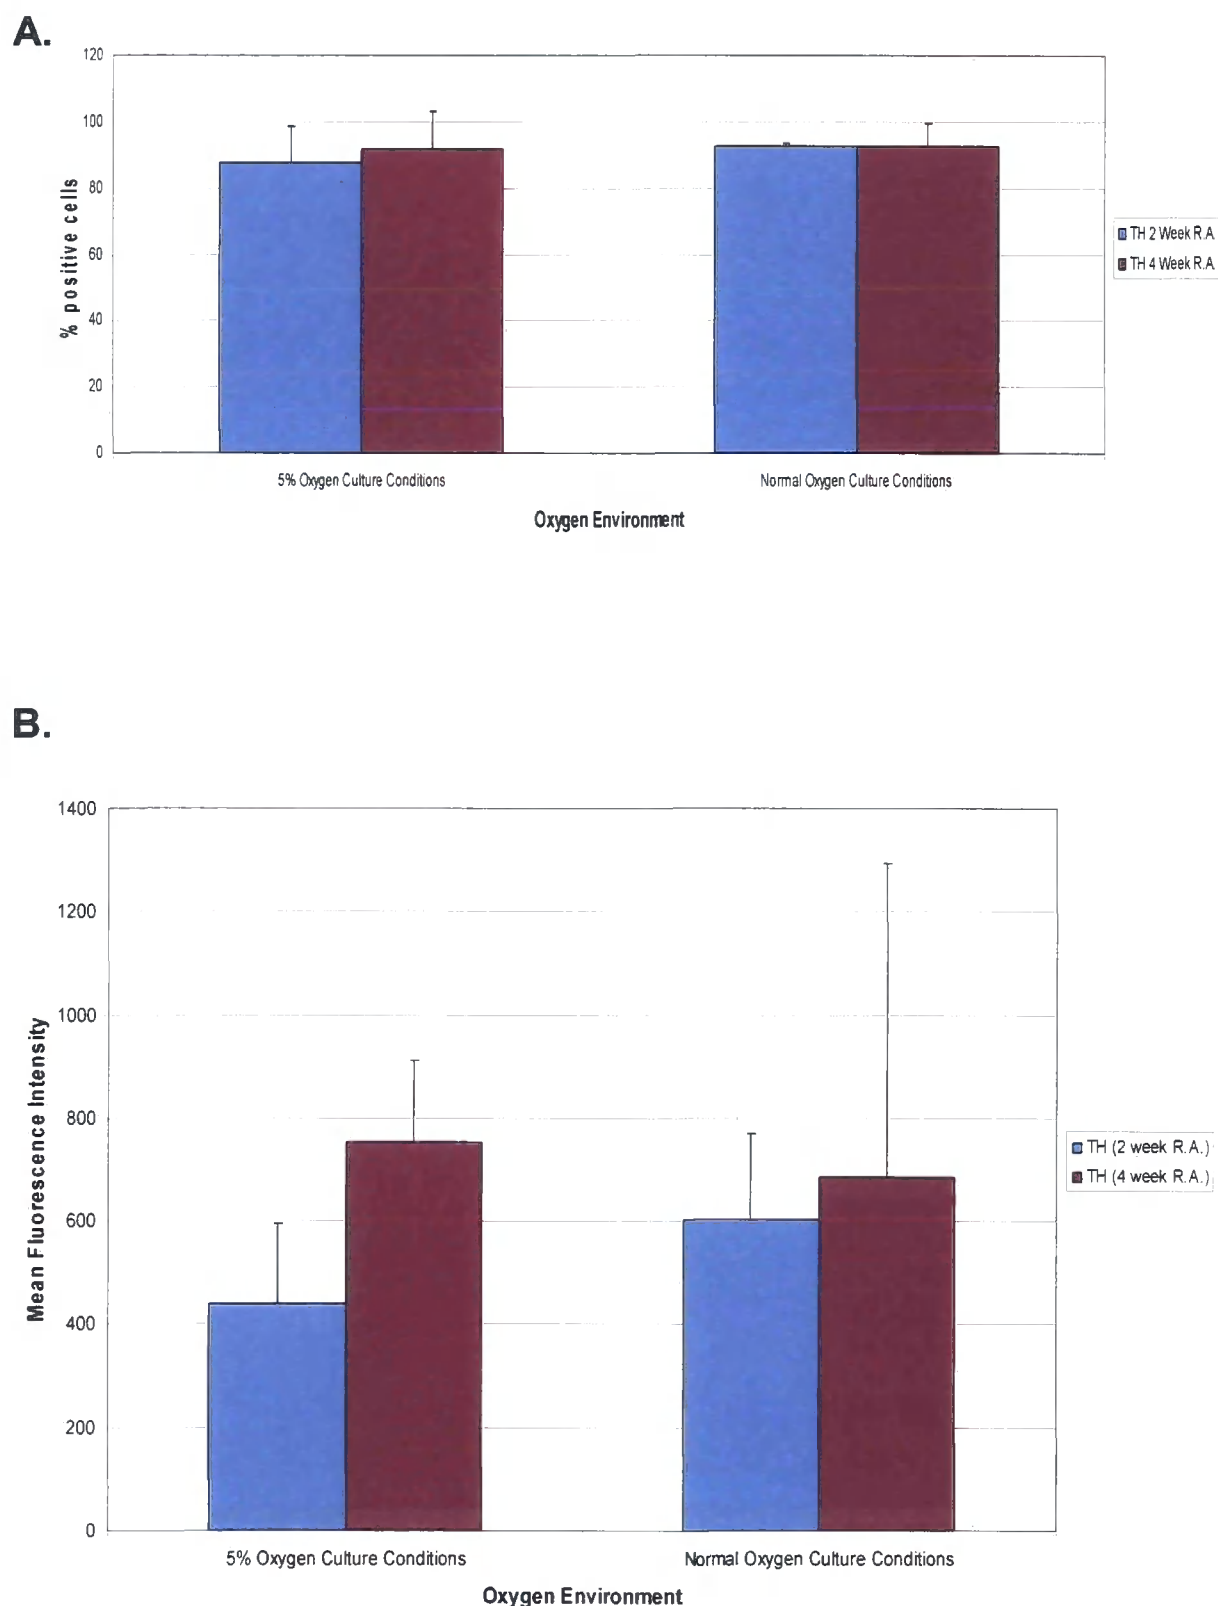 A.
120
100
80
60
40
20
0
% positive cells
5% Oxygen Culture Conditions
Normal Oxygen Culture Conditions
Oxygen Environment
TH 2 Week R.A.
TH 4 Week R.A.
B.
1400
1200
1000
800
600
400
200
0
Mean Fluorescence Intensity
5% Oxygen Culture Conditions
Normal Oxygen Culture Conditions
Oxygen Environment
TH (2 week R.A.)
TH (4 week R.A.)